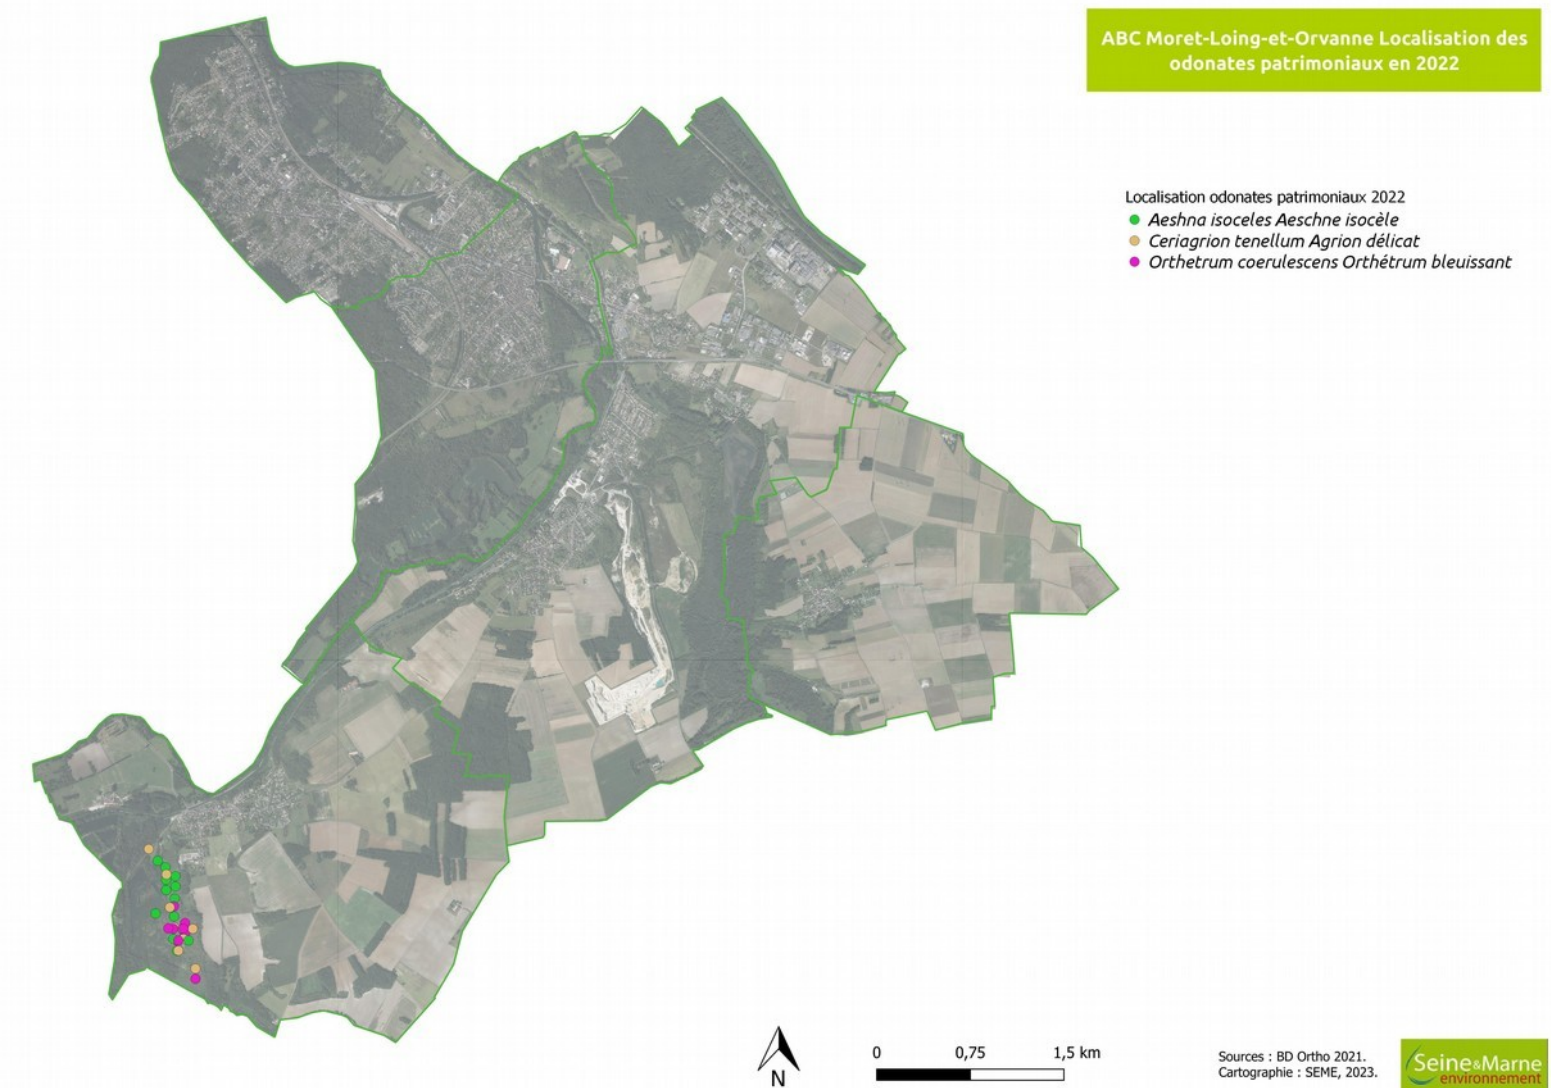 ABC Moret-Loing-et-Orvanne Localisation des
odonates patrimoniaux en 2022
Localisation odonates patrimoniaux 2022
Aeshna isoceles Aeschne isocèle
Ceriagrion tenellum Agrion délicat
Orthetrum coerulescens Orthétrum bleuissant
N
0 0,75 1,5 km
Sources : BD Ortho 2021.
Cartographie : SEME, 2023.
Seine&Marne
environnement